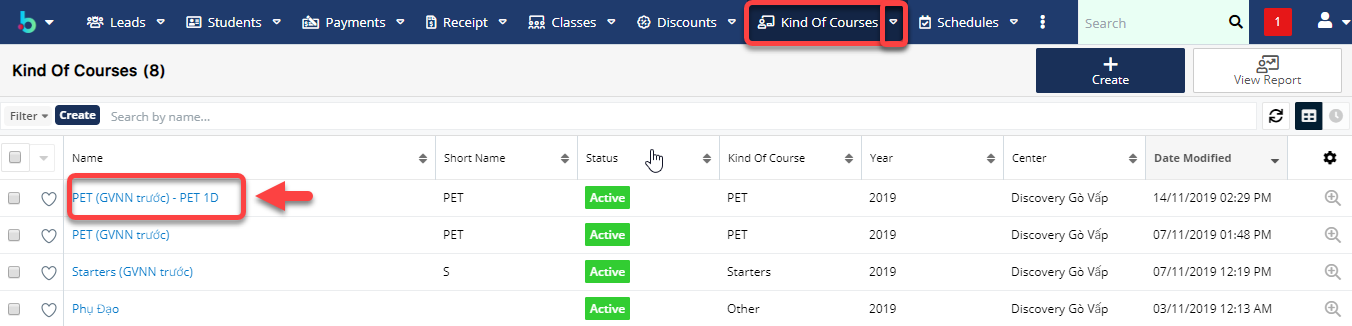 Leads Students Payments Receipt Classes Discounts Kind Of Courses Schedules Search 1
Kind Of Courses (8) Create View Report
Filter Create Search by name...
Name Short Name Status Kind Of Course Year Center Date Modified
PET (GVNN trước) - PET 1D PET Active PET 2019 Discovery Gò Vấp 14/11/2019 02:29 PM
PET (GVNN trước) PET Active PET 2019 Discovery Gò Vấp 07/11/2019 01:48 PM
Starters (GVNN trước) S Active Starters 2019 Discovery Gò Vấp 07/11/2019 12:19 PM
Phụ Đạo Active Other 2019 Discovery Gò Vấp 03/11/2019 12:13 AM